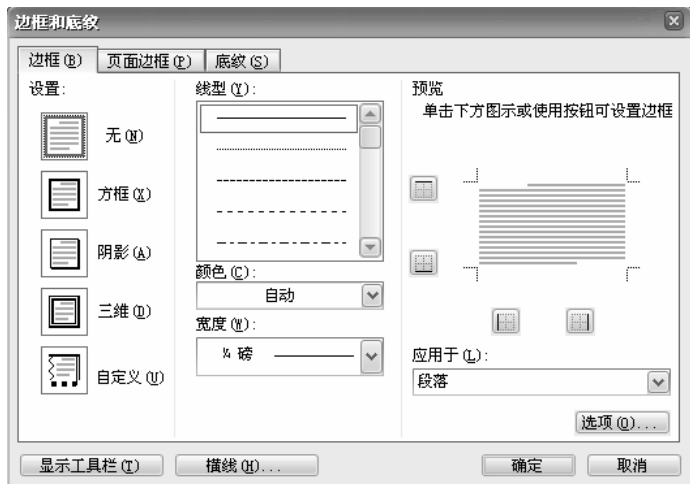 边框和底纹
边框(B) 页面边框(P) 底纹(S)
设置:
无(N)
方框(X)
阴影(A)
三维(D)
自定义(U)
线型(Y):
颜色(C):
自动
宽度(W):
½ 磅
预览
单击下方图示或使用按钮可设置边框
应用于(L):
段落
选项(O)...
显示工具栏(T) 横线(H)... 确定 取消